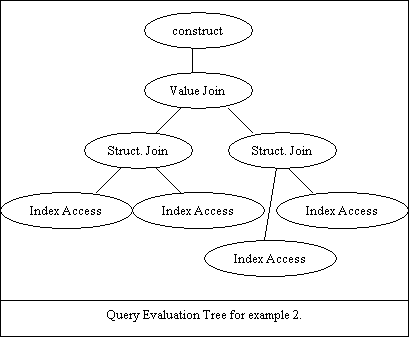 construct
Value Join
Struct. Join
Struct. Join
Index Access
Index Access
Index Access
Index Access
Query Evaluation Tree for example 2.